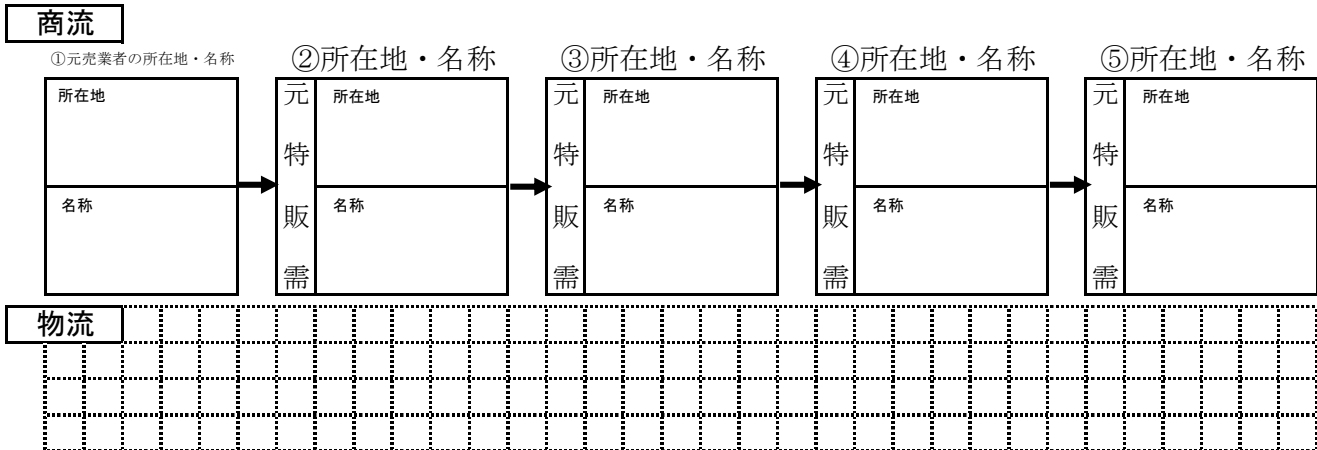 商流
①元売業者の所在地・名称
②所在地・名称
③所在地・名称
④所在地・名称
⑤所在地・名称
所在地
名称
元
特
販
需
所在地
名称
元
特
販
需
所在地
名称
元
特
販
需
所在地
名称
元
特
販
需
所在地
名称
物流